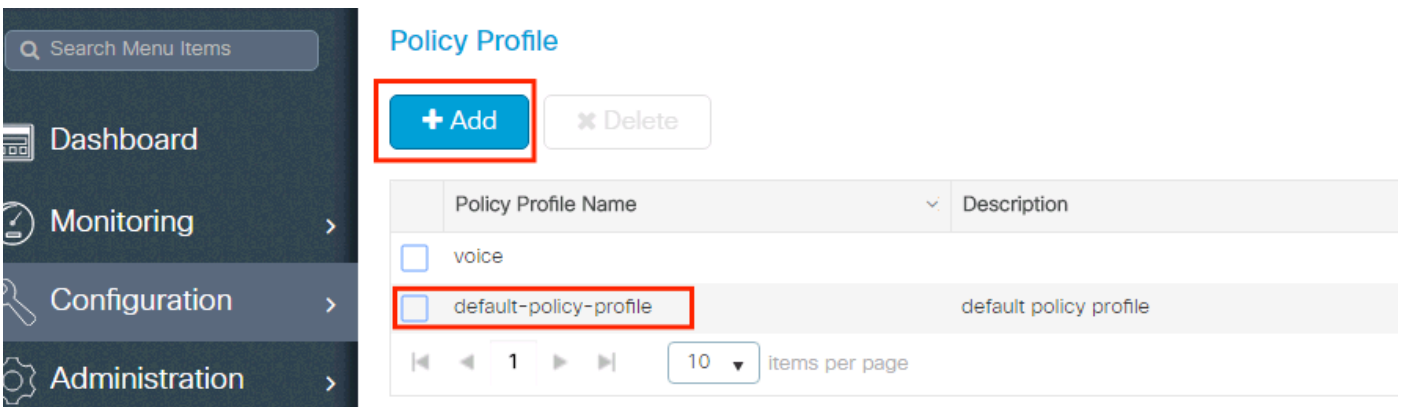 Search Menu Items
Dashboard
Monitoring
Configuration
Administration
Policy Profile
+ Add
✖ Delete
Policy Profile Name Description
voice
default-policy-profile default policy profile
1 10 items per page